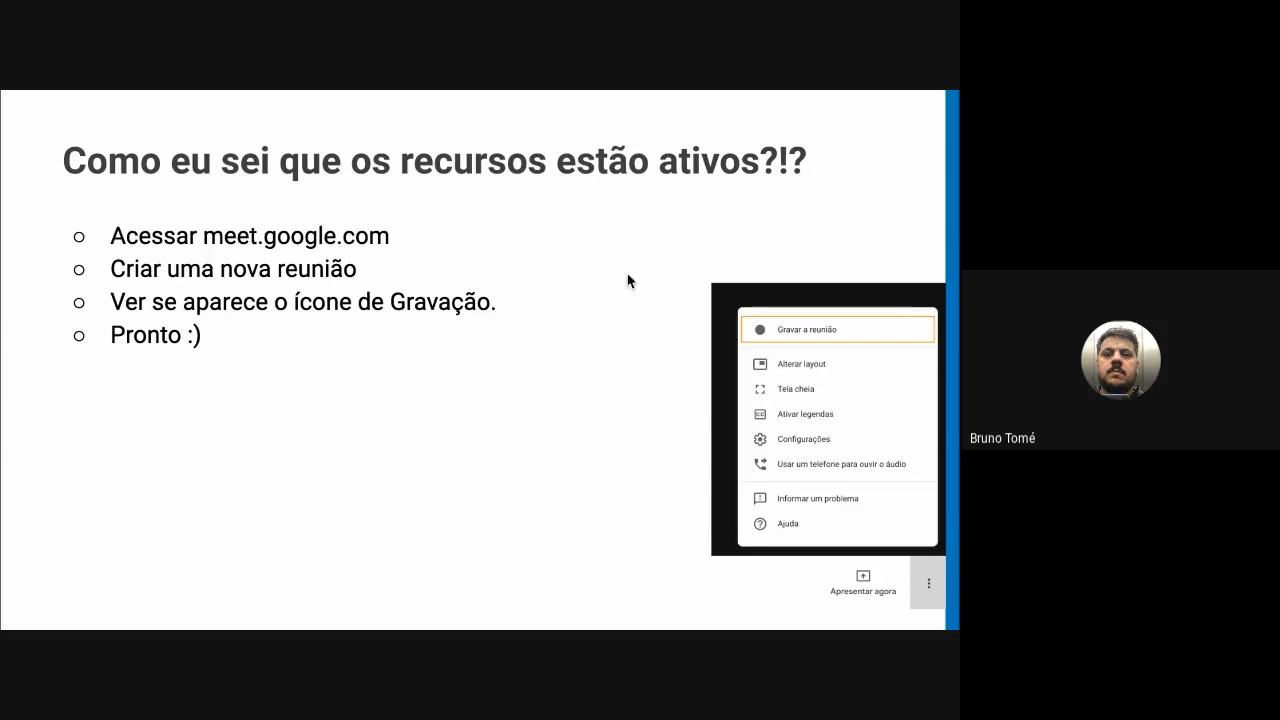 Como eu sei que os recursos estão ativos?!?
○ Acessar meet.google.com
○ Criar uma nova reunião
○ Ver se aparece o ícone de Gravação.
○ Pronto :)
Gravar a reunião
Alterar layout
Tela cheia
Ativar legendas
Configurações
Usar um telefone para ouvir o áudio
Informar um problema
Ajuda
Apresentar agora
Bruno Tomé